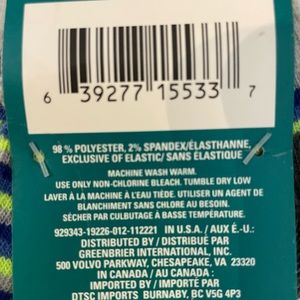 6 39277 15533 7
98 % POLYESTER, 2% SPANDEX/ÉLASTHANNE,
EXCLUSIVE OF ELASTIC/ SANS ÉLASTIQUE
MACHINE WASH WARM.
USE ONLY NON-CHLORINE BLEACH. TUMBLE DRY LOW
LAVER À LA MACHINE À L'EAU TIÈDE. UTILISER UN AGENT DE
BLANCHIMENT SANS CHLORE AU BESOIN.
SÉCHER PAR CULBUTAGE À BASSE TEMPÉRATURE.
929343-19226-012-112221 IN U.S.A. / AUX É.-U.:
DISTRIBUTED BY / DISTRIBUÉ PAR
GREENBRIER INTERNATIONAL, INC.
500 VOLVO PARKWAY, CHESAPEAKE, VA 23320
IN CANADA / AU CANADA :
IMPORTED BY / IMPORTÉ PAR
DTSC IMPORTS BURNABY, BC V5G 4P3